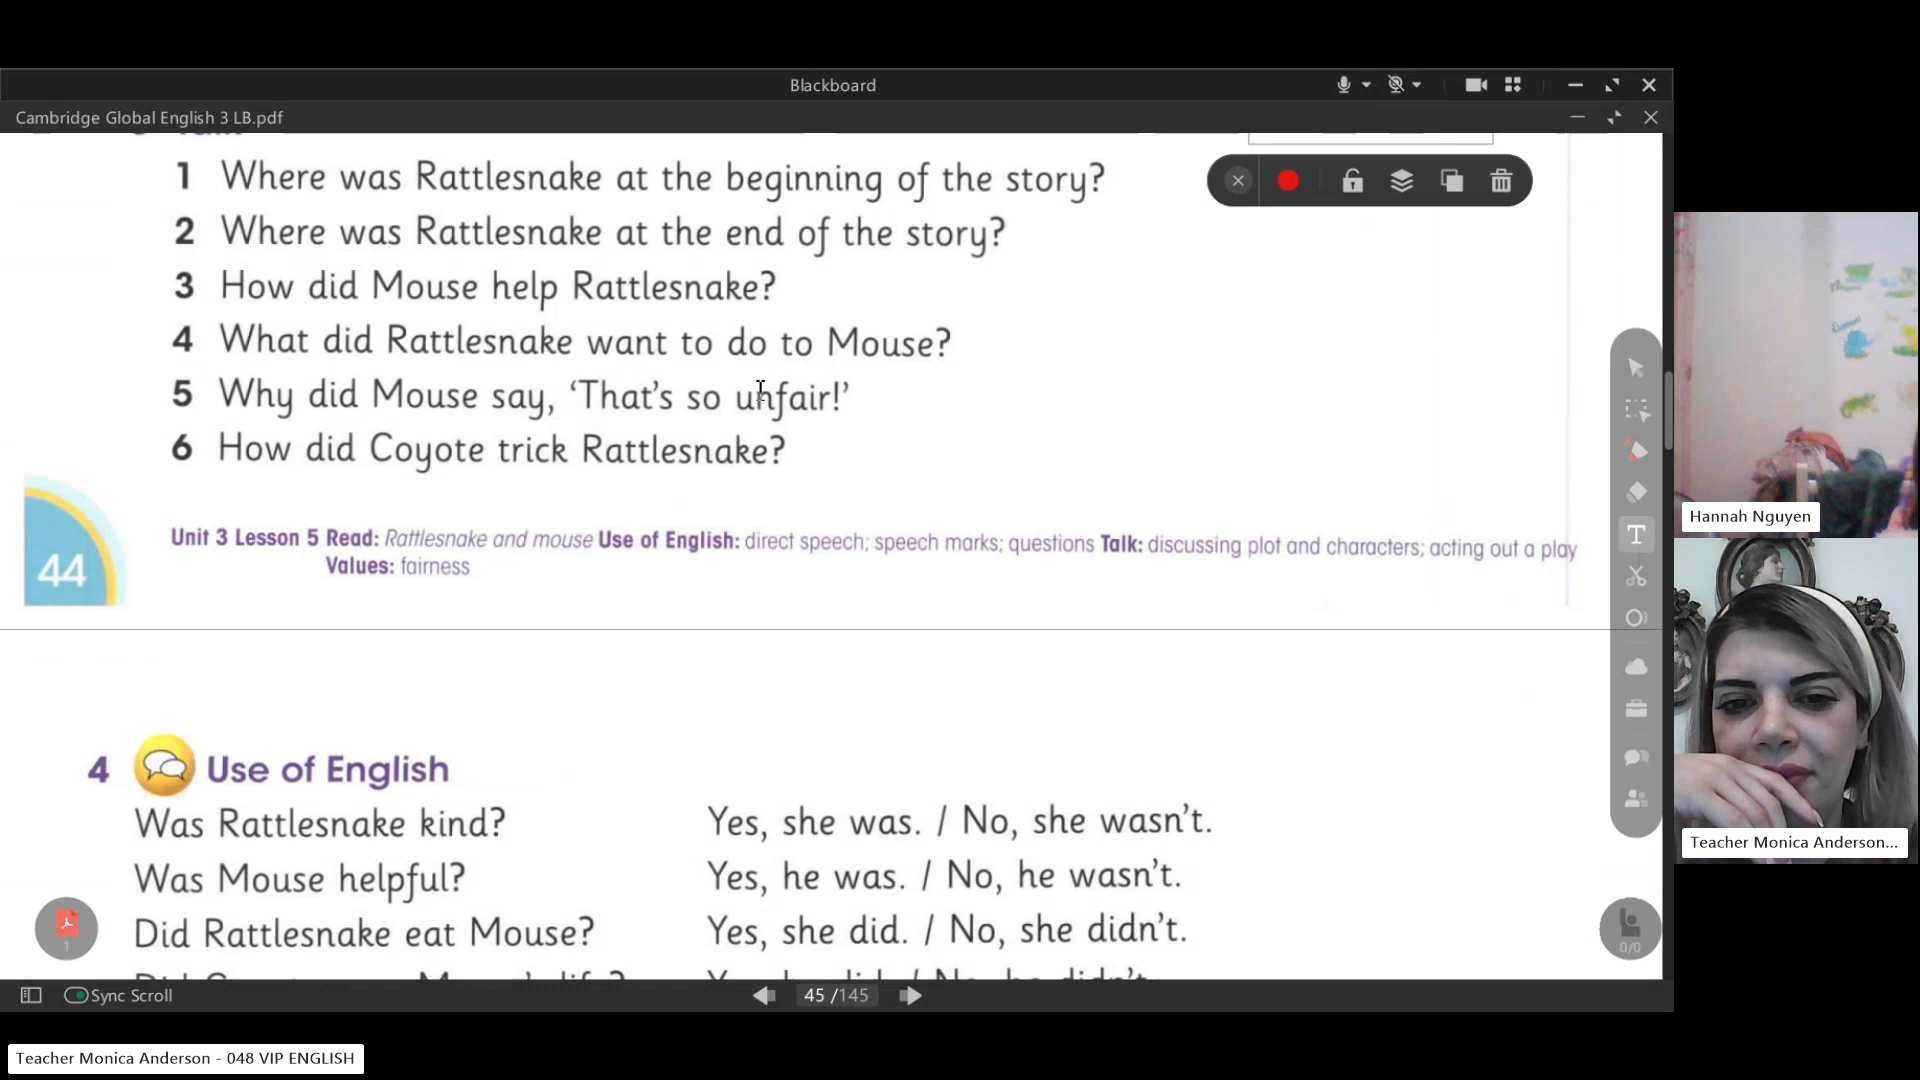 Blackboard
Cambridge Global English 3 LB.pdf
1 Where was Rattlesnake at the beginning of the story?
2 Where was Rattlesnake at the end of the story?
3 How did Mouse help Rattlesnake?
4 What did Rattlesnake want to do to Mouse?
5 Why did Mouse say, ‘That’s so unfair!’
6 How did Coyote trick Rattlesnake?
44
Unit 3 Lesson 5 Read: Rattlesnake and mouse Use of English: direct speech; speech marks; questions Talk: discussing plot and characters; acting out a play
Values: fairness
4 Use of English
Was Rattlesnake kind? Yes, she was. / No, she wasn’t.
Was Mouse helpful? Yes, he was. / No, he wasn’t.
Did Rattlesnake eat Mouse? Yes, she did. / No, she didn’t.
1
T
0/0
Sync Scroll
45 /145
Hannah Nguyen
Teacher Monica Anderson...
Teacher Monica Anderson - 048 VIP ENGLISH